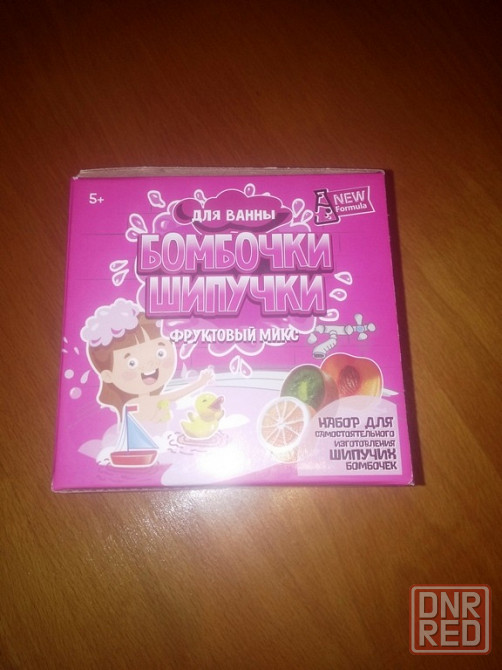 5+
NEW
Formula
ДЛЯ ВАННЫ
БОМБОЧКИ
ШИПУЧКИ
ФРУКТОВЫЙ МИКС
НАБОР ДЛЯ
САМОСТОЯТЕЛЬНОГО
ИЗГОТОВЛЕНИЯ
ШИПУЧИХ
БОМБОЧЕК
DNR
RED